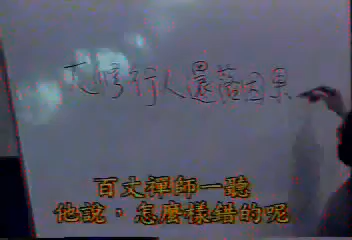 大修行人還落因果
百丈禪師一聽
他說，怎麼樣錯的呢